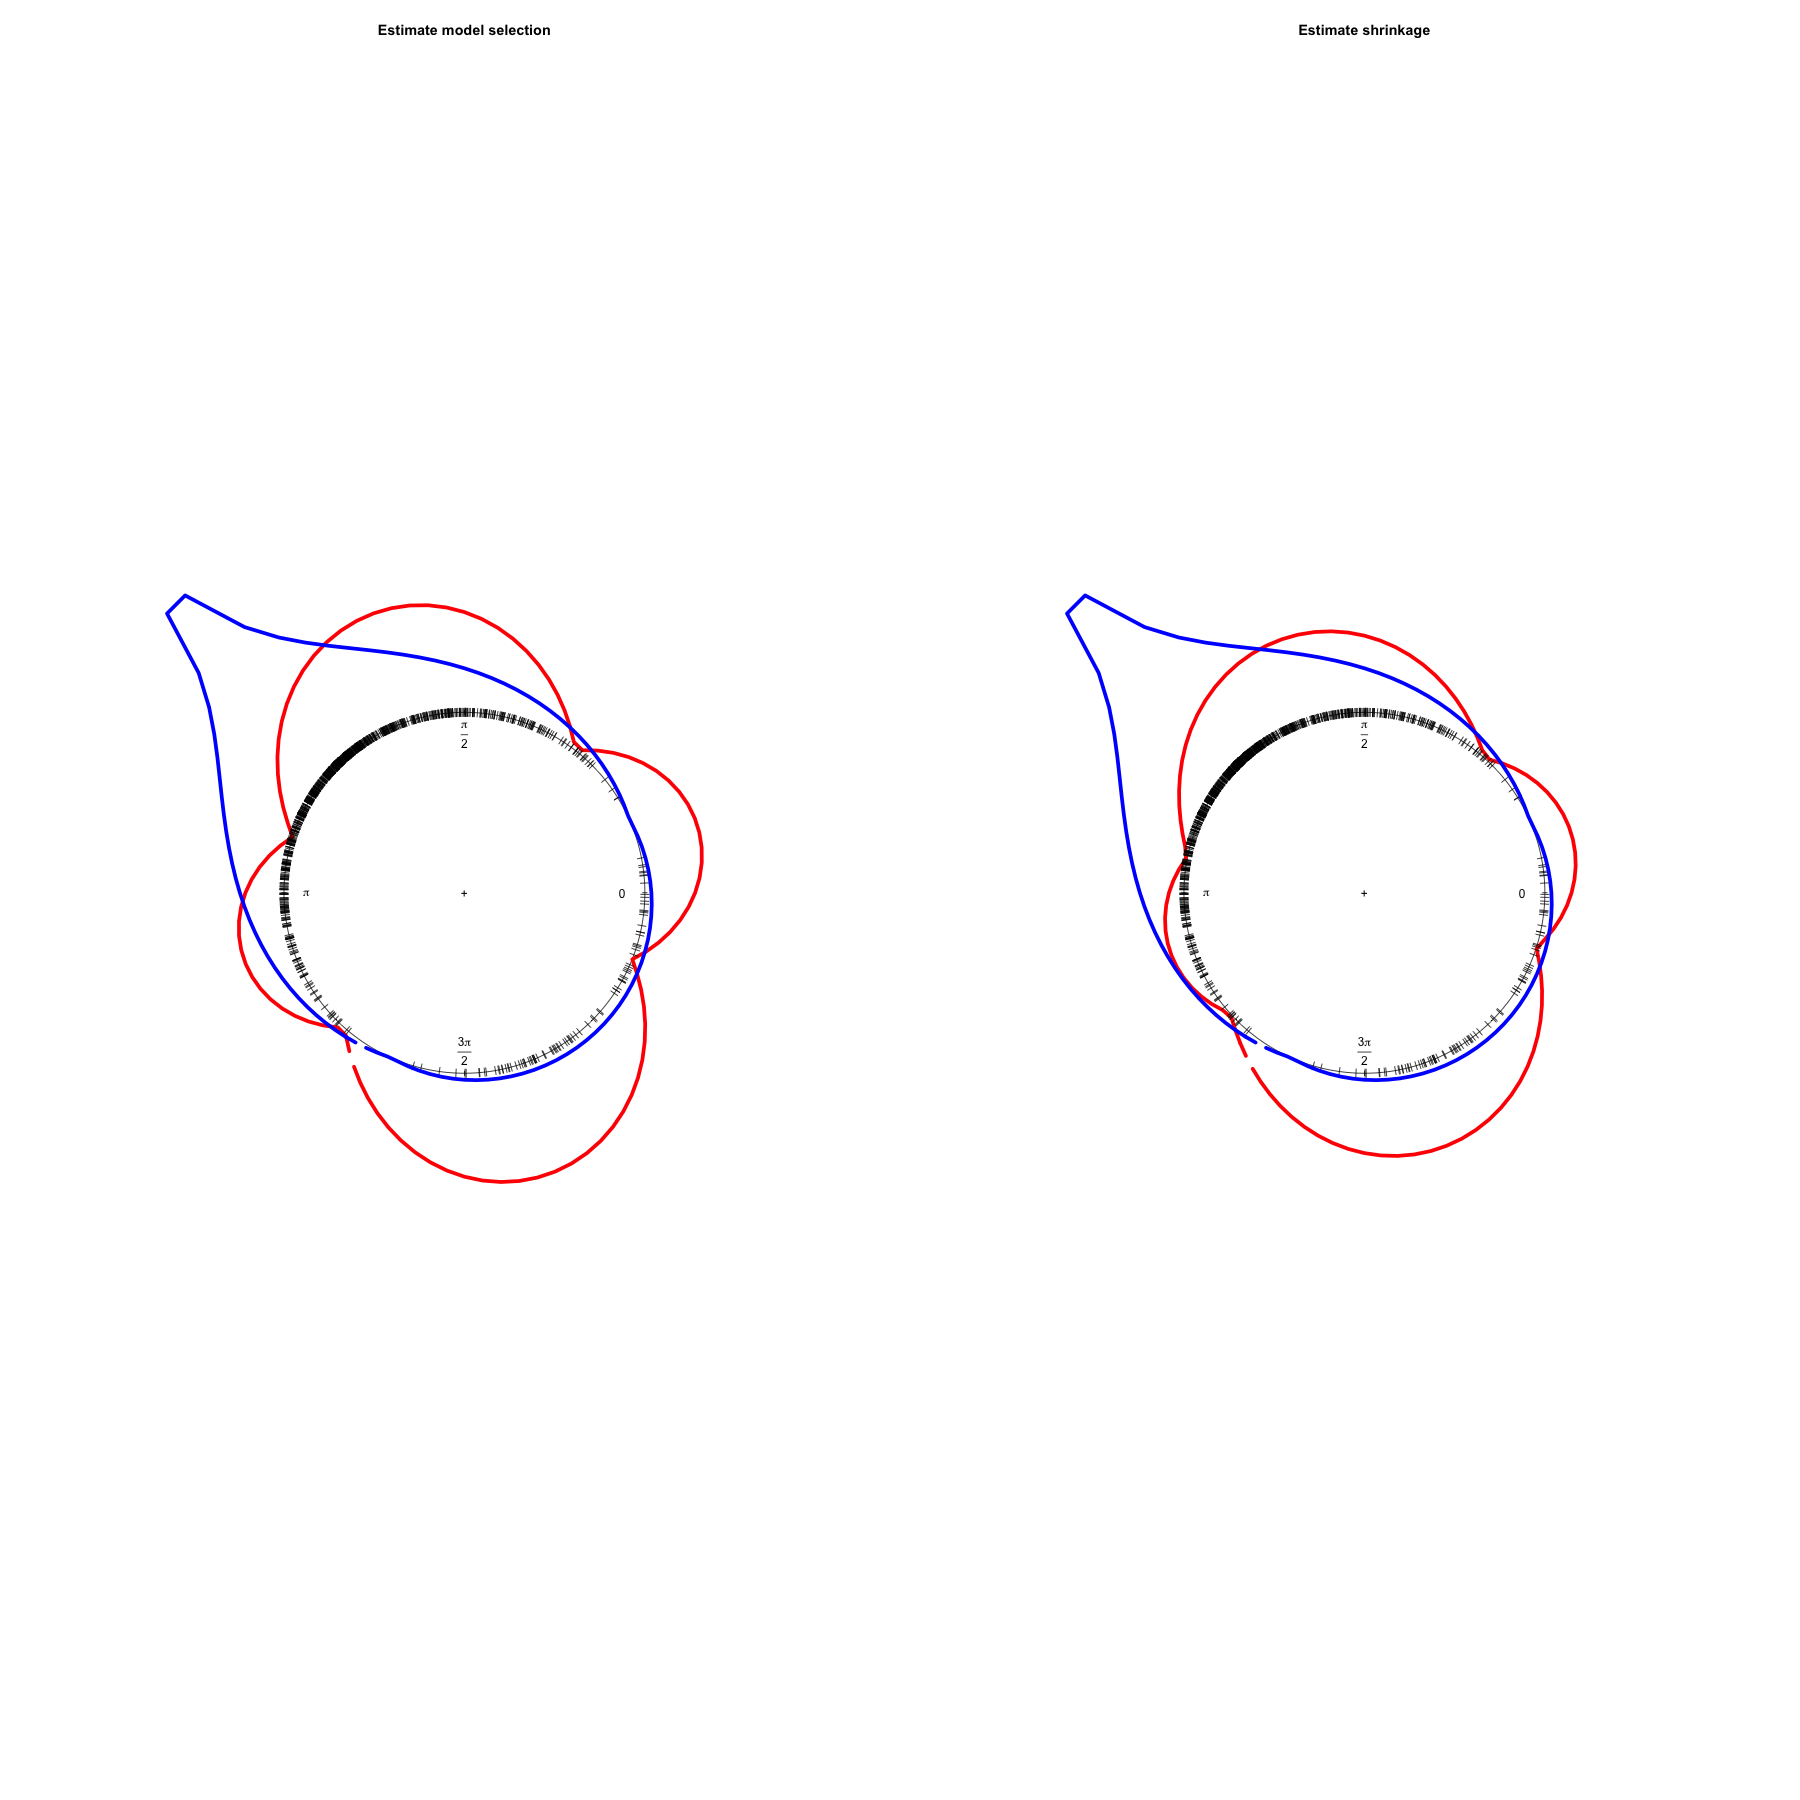 Estimate model selection
π
2
π
+
0
3π
2
Estimate shrinkage
π
2
π
+
0
3π
2